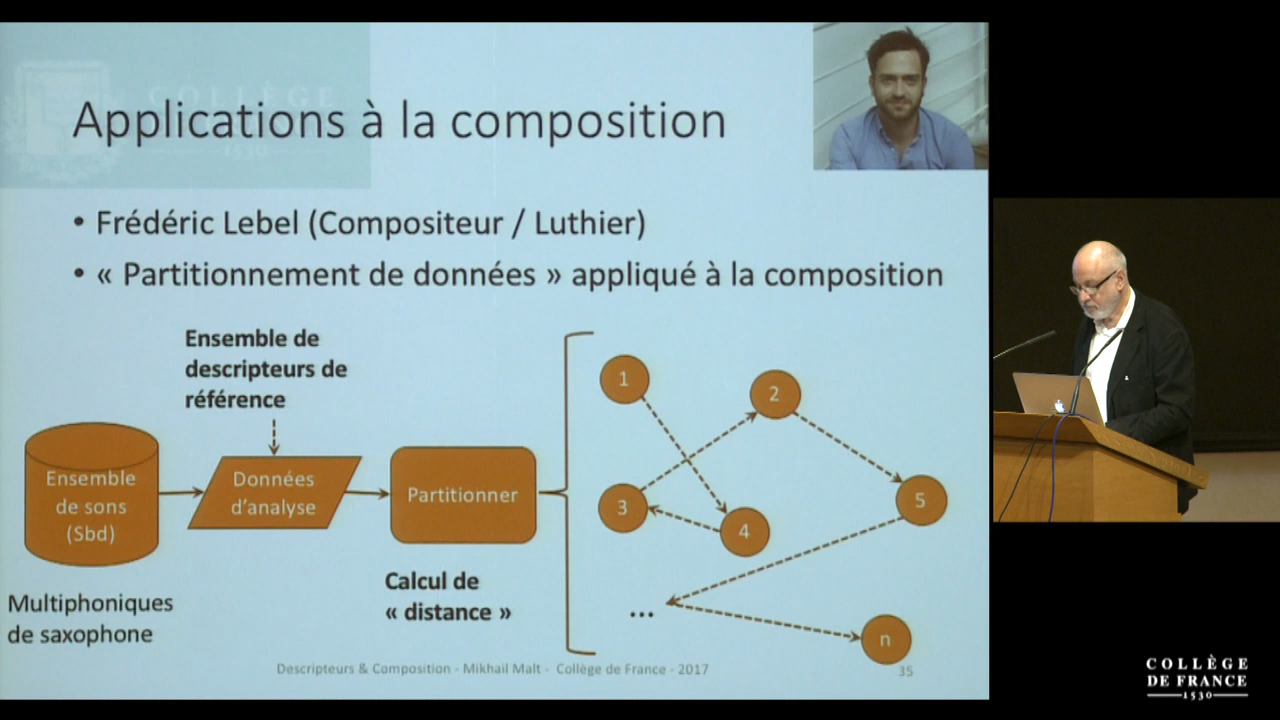 COLLÈGE
1530
Applications à la composition
• Frédéric Lebel (Compositeur / Luthier)
• « Partitionnement de données » appliqué à la composition
Ensemble de
descripteurs de
référence
Ensemble
de sons
(Sbd)
Données
d'analyse
Partitionner
1
2
3
4
5
...
n
Multiphoniques
de saxophone
Calcul de
« distance »
Descripteurs & Composition - Mikhail Malt - Collège de France - 2017
35
COLLÈGE
DE FRANCE
1530